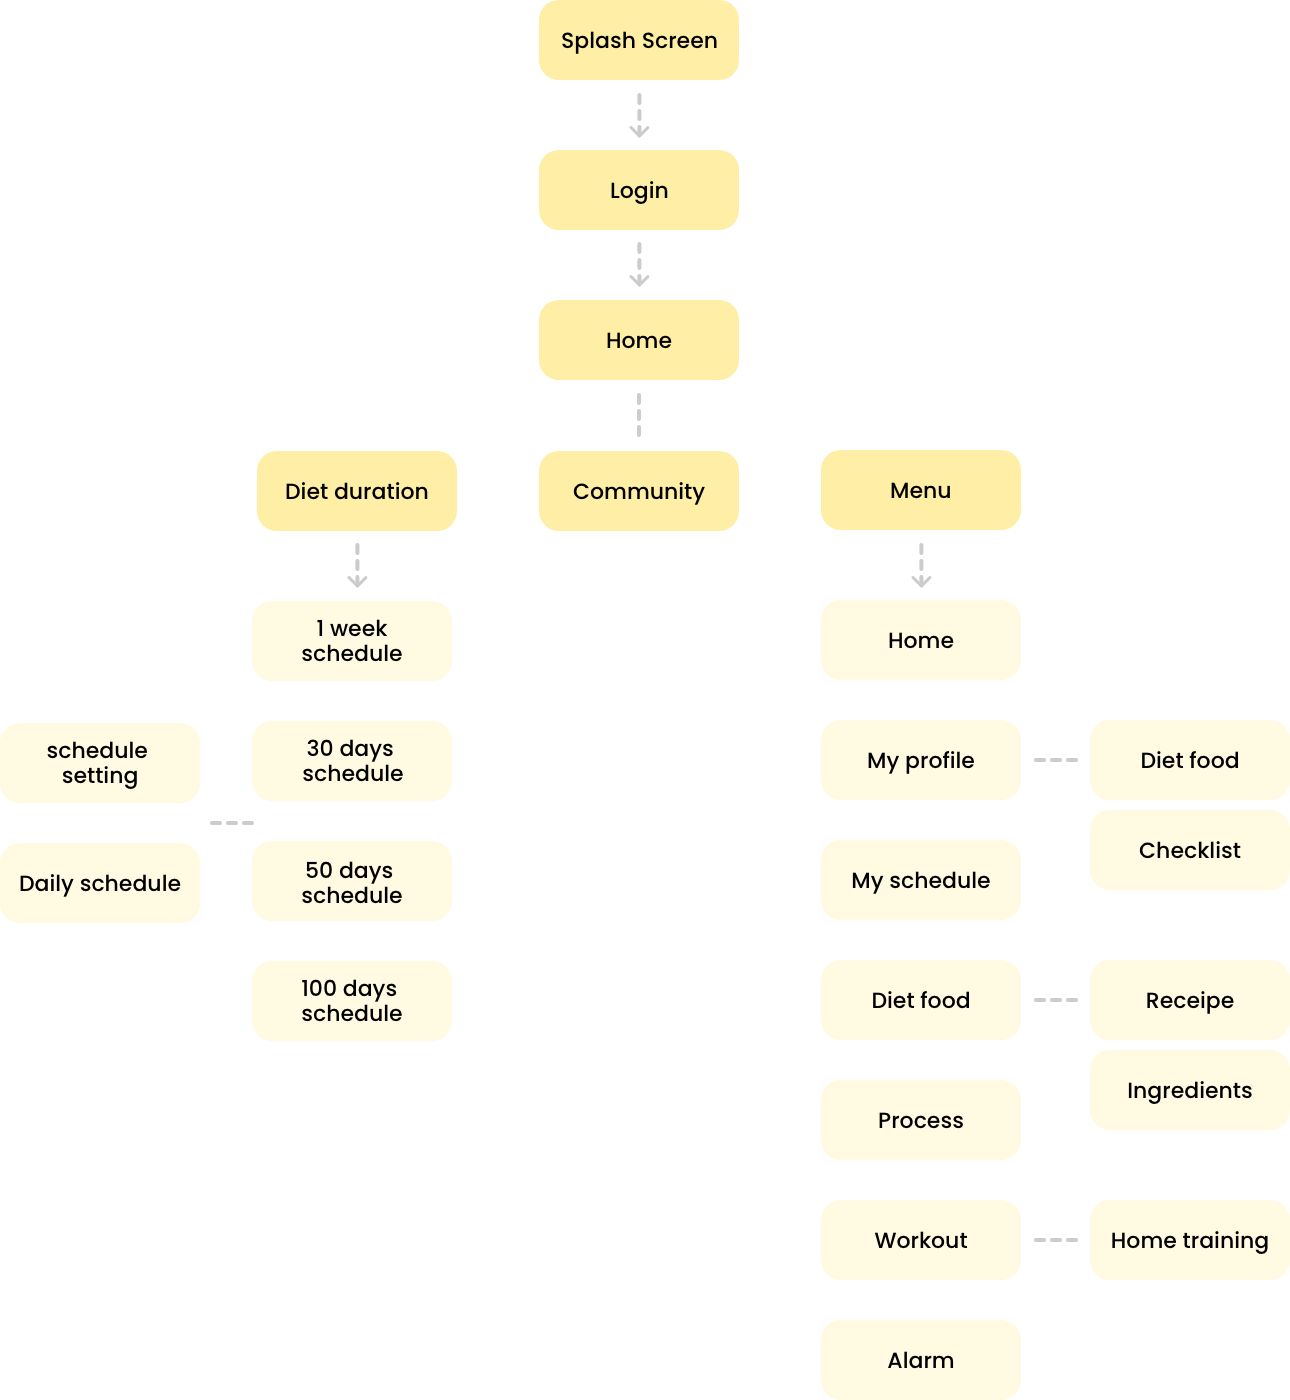 Splash Screen
Login
Home
Diet duration
Community
Menu
1 week
schedule
30 days
schedule
50 days
schedule
100 days
schedule
schedule
setting
Daily schedule
Home
My profile
Diet food
Checklist
My schedule
Diet food
Receipe
Ingredients
Process
Workout
Home training
Alarm